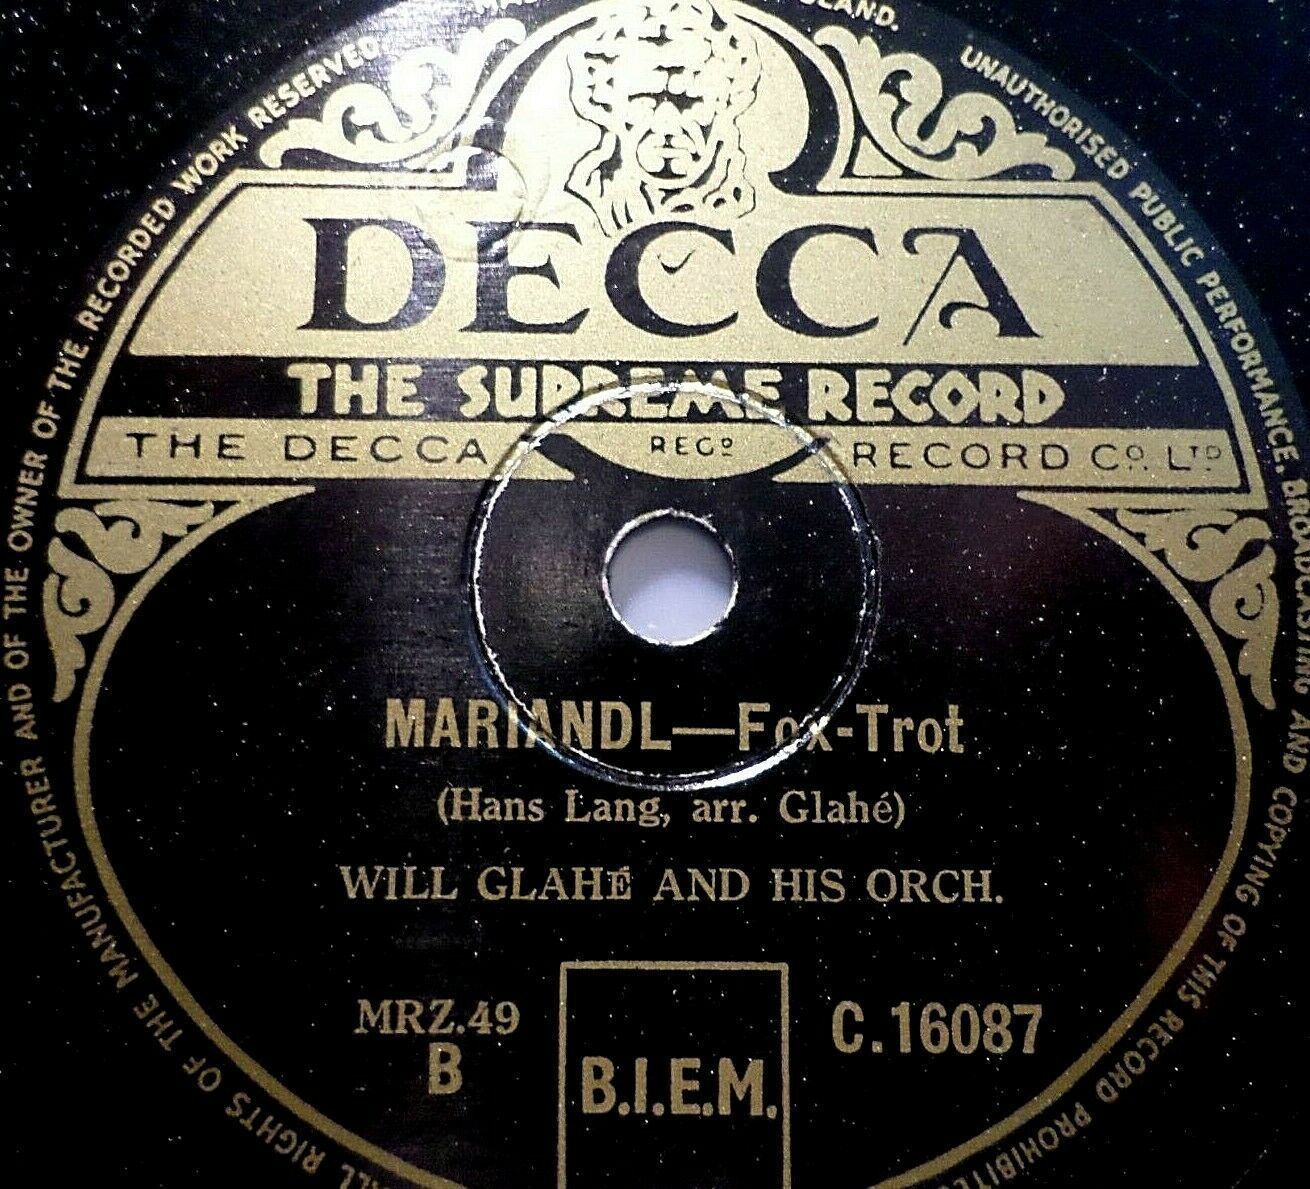 DECCA
THE SUPREME RECORD
THE DECCA REGD RECORD CO. LTD
MARIANDL—Fox-Trot
(Hans Lang, arr. Glahé)
WILL GLAHÉ AND HIS ORCH.
MRZ.49
B
B.I.E.M.
C.16087
ALL RIGHTS OF THE MANUFACTURER AND OF THE OWNER OF THE RECORDED WORK RESERVED.
UNAUTHORISED PUBLIC PERFORMANCE. BROADCASTING AND COPYING OF THIS RECORD PROHIBITED